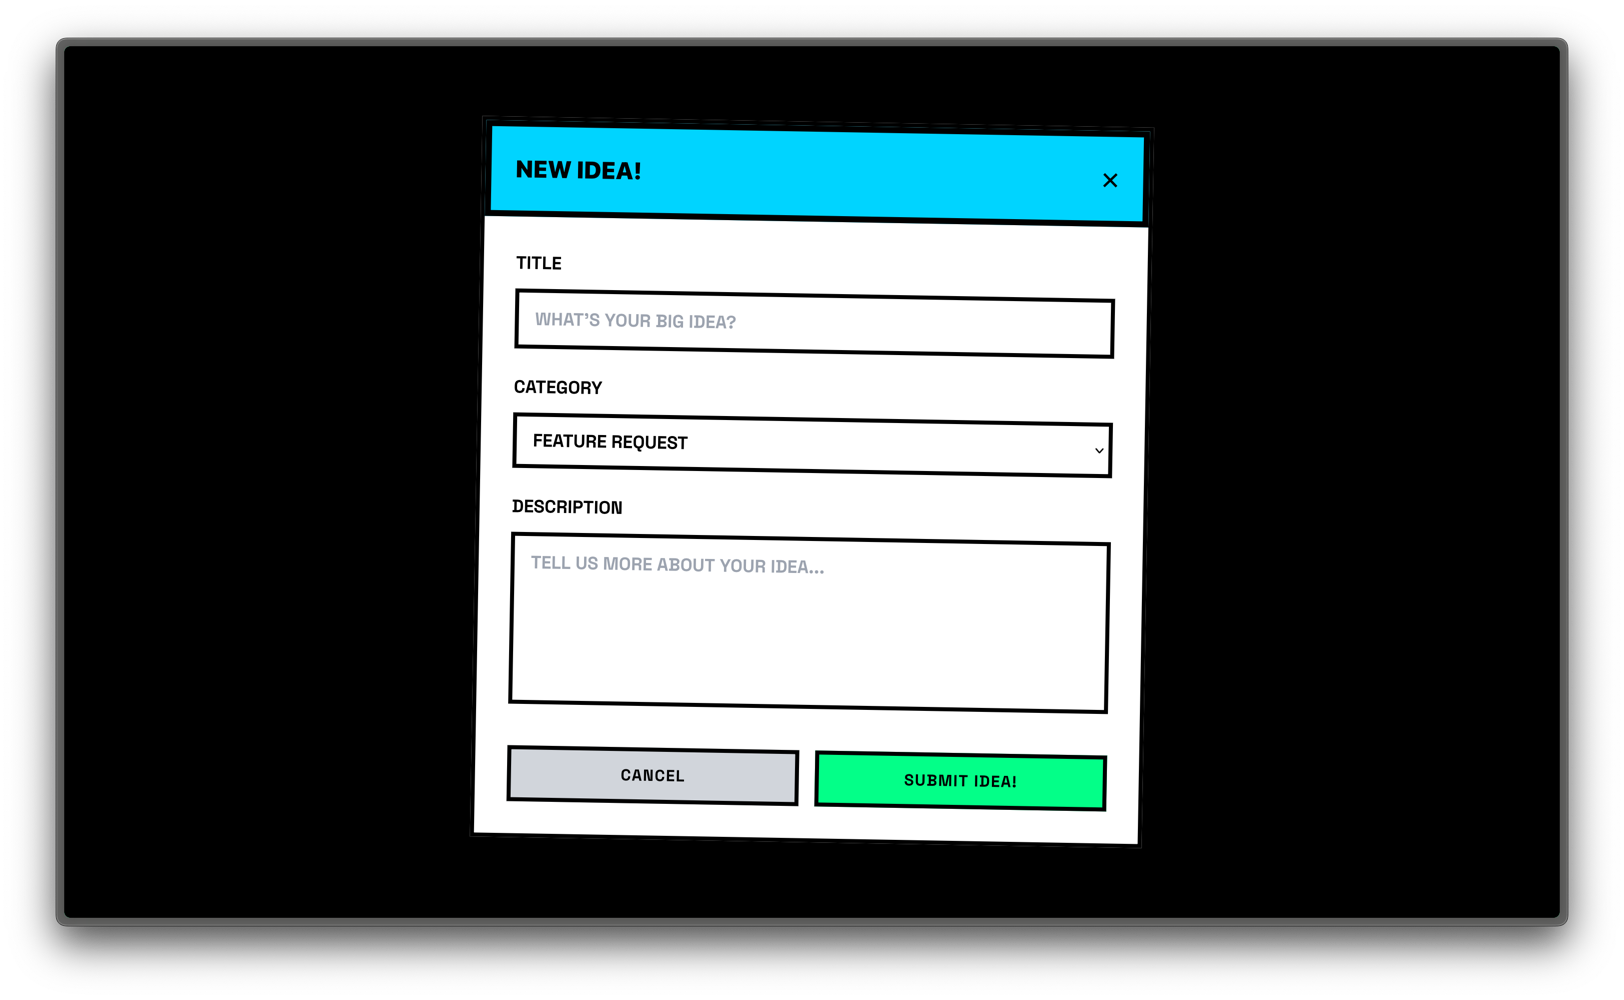 NEW IDEA!
TITLE
WHAT'S YOUR BIG IDEA?
CATEGORY
FEATURE REQUEST
DESCRIPTION
TELL US MORE ABOUT YOUR IDEA...
CANCEL
SUBMIT IDEA!